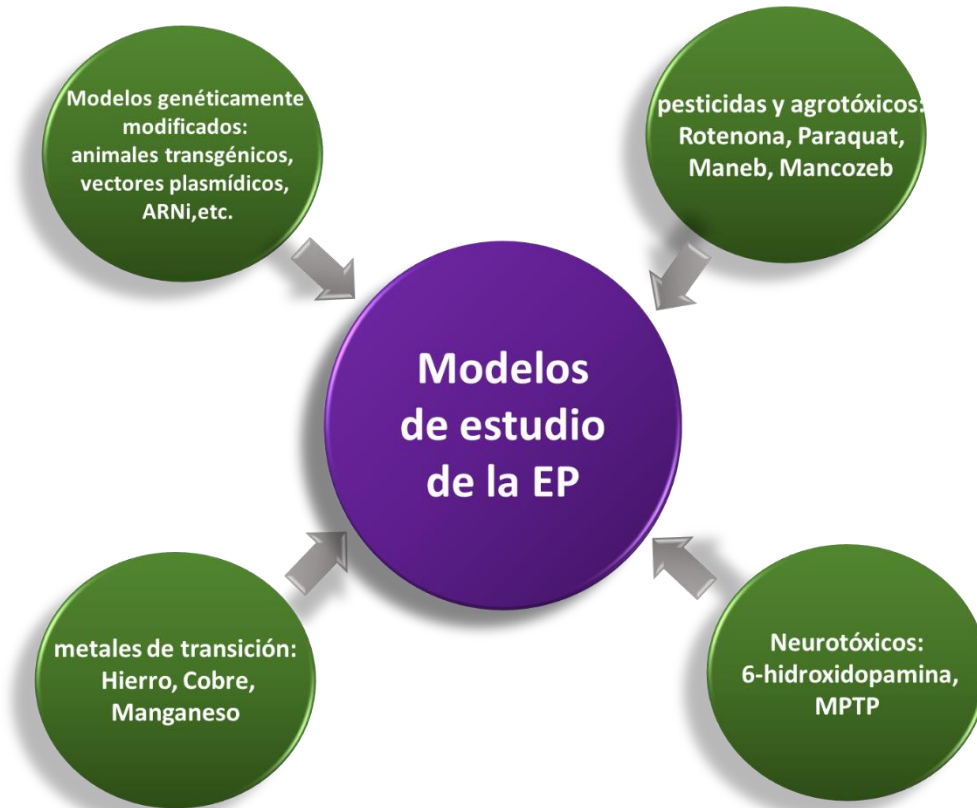 Modelos genéticamente
modificados:
animales transgénicos,
vectores plasmídicos,
ARNi,etc.
pesticidas y agrotóxicos:
Rotenona, Paraquat,
Maneb, Mancozeb
Modelos
de estudio
de la EP
metales de transición:
Hierro, Cobre,
Manganeso
Neurotóxicos:
6-hidroxidopamina,
MPTP